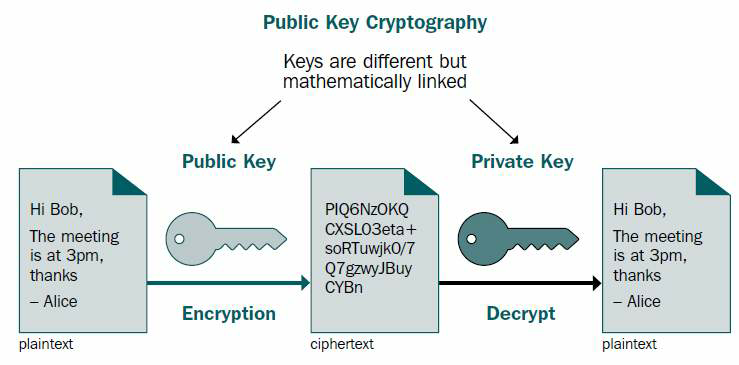 Public Key Cryptography
Keys are different but
mathematically linked
Public Key
Private Key
Hi Bob,
The meeting
is at 3pm,
thanks
– Alice
plaintext
Encryption
PIQ6NzOKQ
CXSLO3eta+
soRTuwjkO/7
Q7gzwyJBuy
CYBn
ciphertext
Decrypt
Hi Bob,
The meeting
is at 3pm,
thanks
– Alice
plaintext